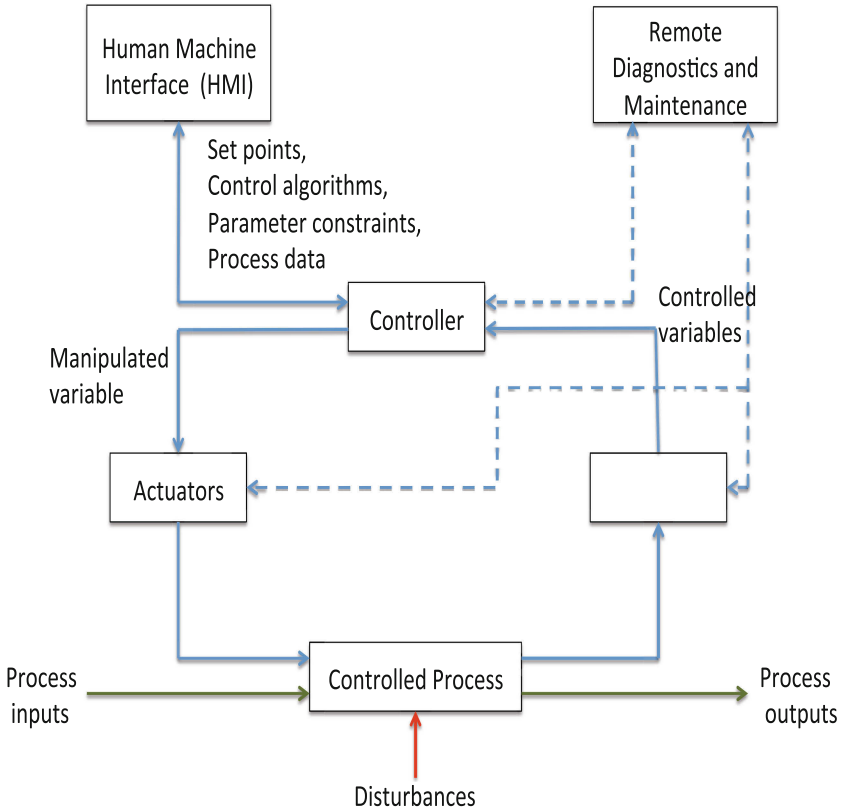 Human Machine
Interface (HMI)
Remote
Diagnostics and
Maintenance
Set points,
Control algorithms,
Parameter constraints,
Process data
Controller
Controlled
variables
Manipulated
variable
Actuators
Controlled Process
Process
inputs
Process
outputs
Disturbances